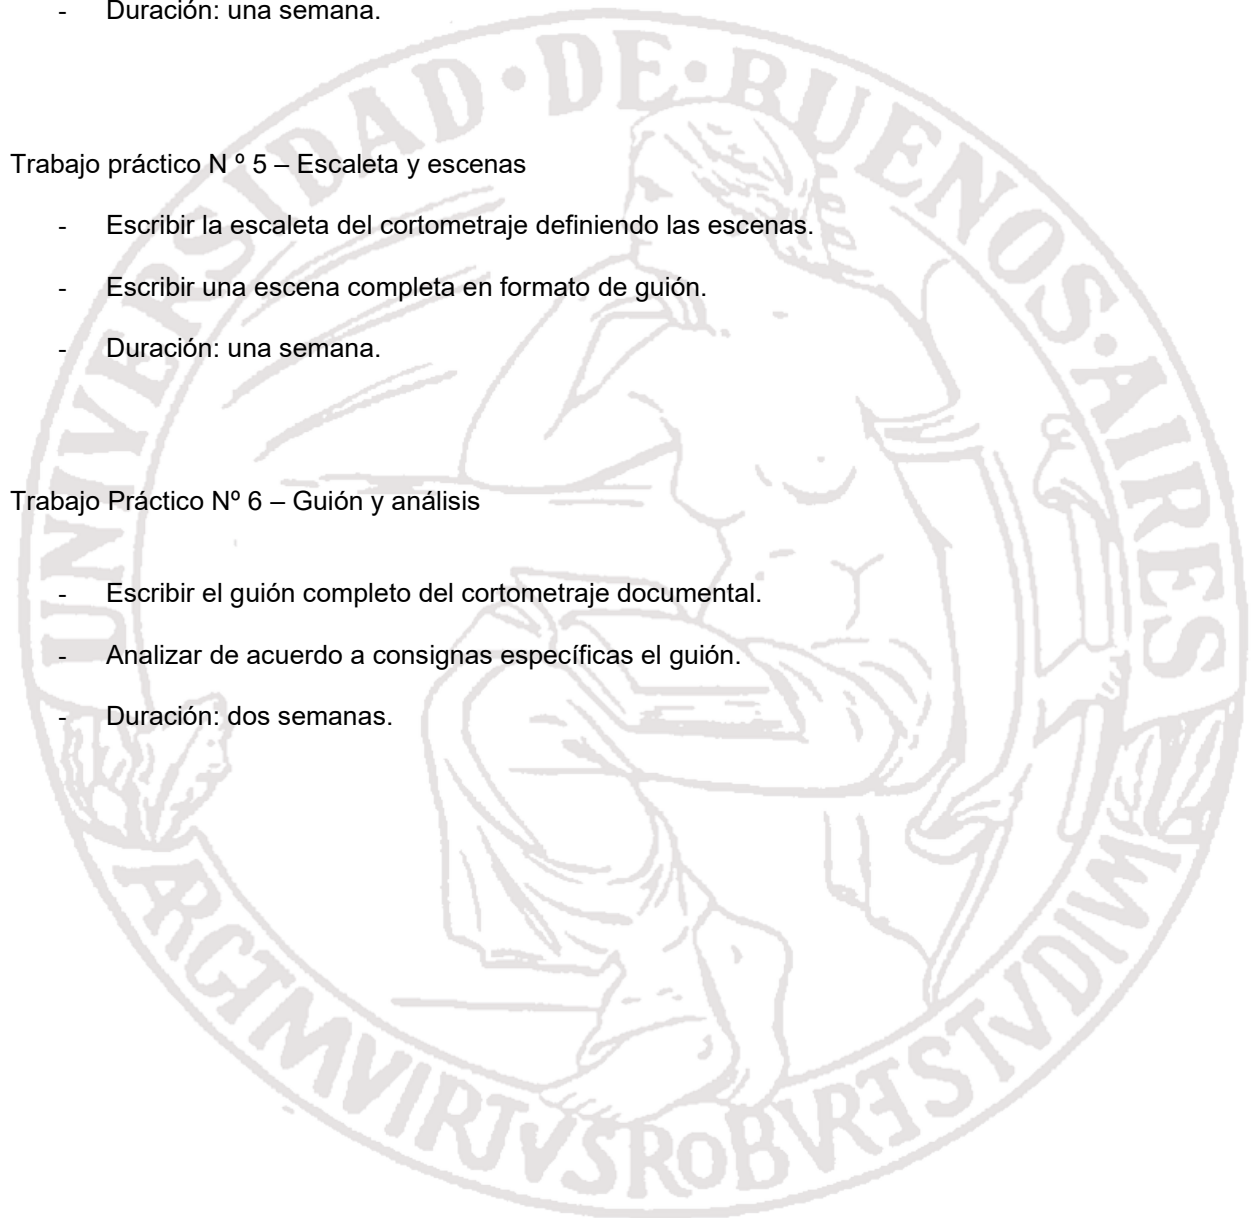 - Duración: una semana.
Trabajo práctico N º 5 – Escaleta y escenas
- Escribir la escaleta del cortometraje definiendo las escenas.
- Escribir una escena completa en formato de guión.
- Duración: una semana.
Trabajo Práctico Nº 6 – Guión y análisis
- Escribir el guión completo del cortometraje documental.
- Analizar de acuerdo a consignas específicas el guión.
- Duración: dos semanas.
UNIVERSIDAD·DE·BUENOS·AIRES
ARGTMVIRTVSROBVRETSTVDIVM